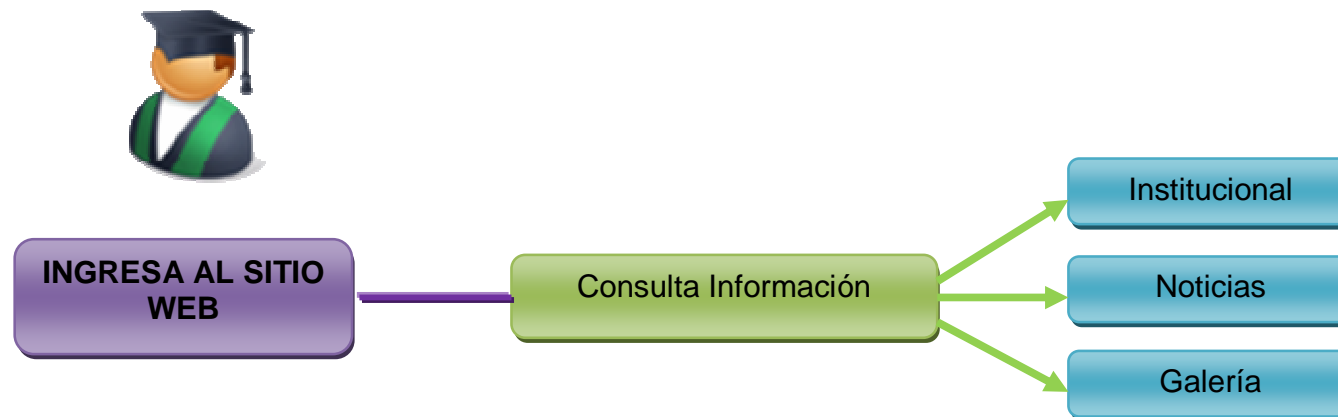 Institucional
INGRESA AL SITIO
WEB
Consulta Información
Noticias
Galería